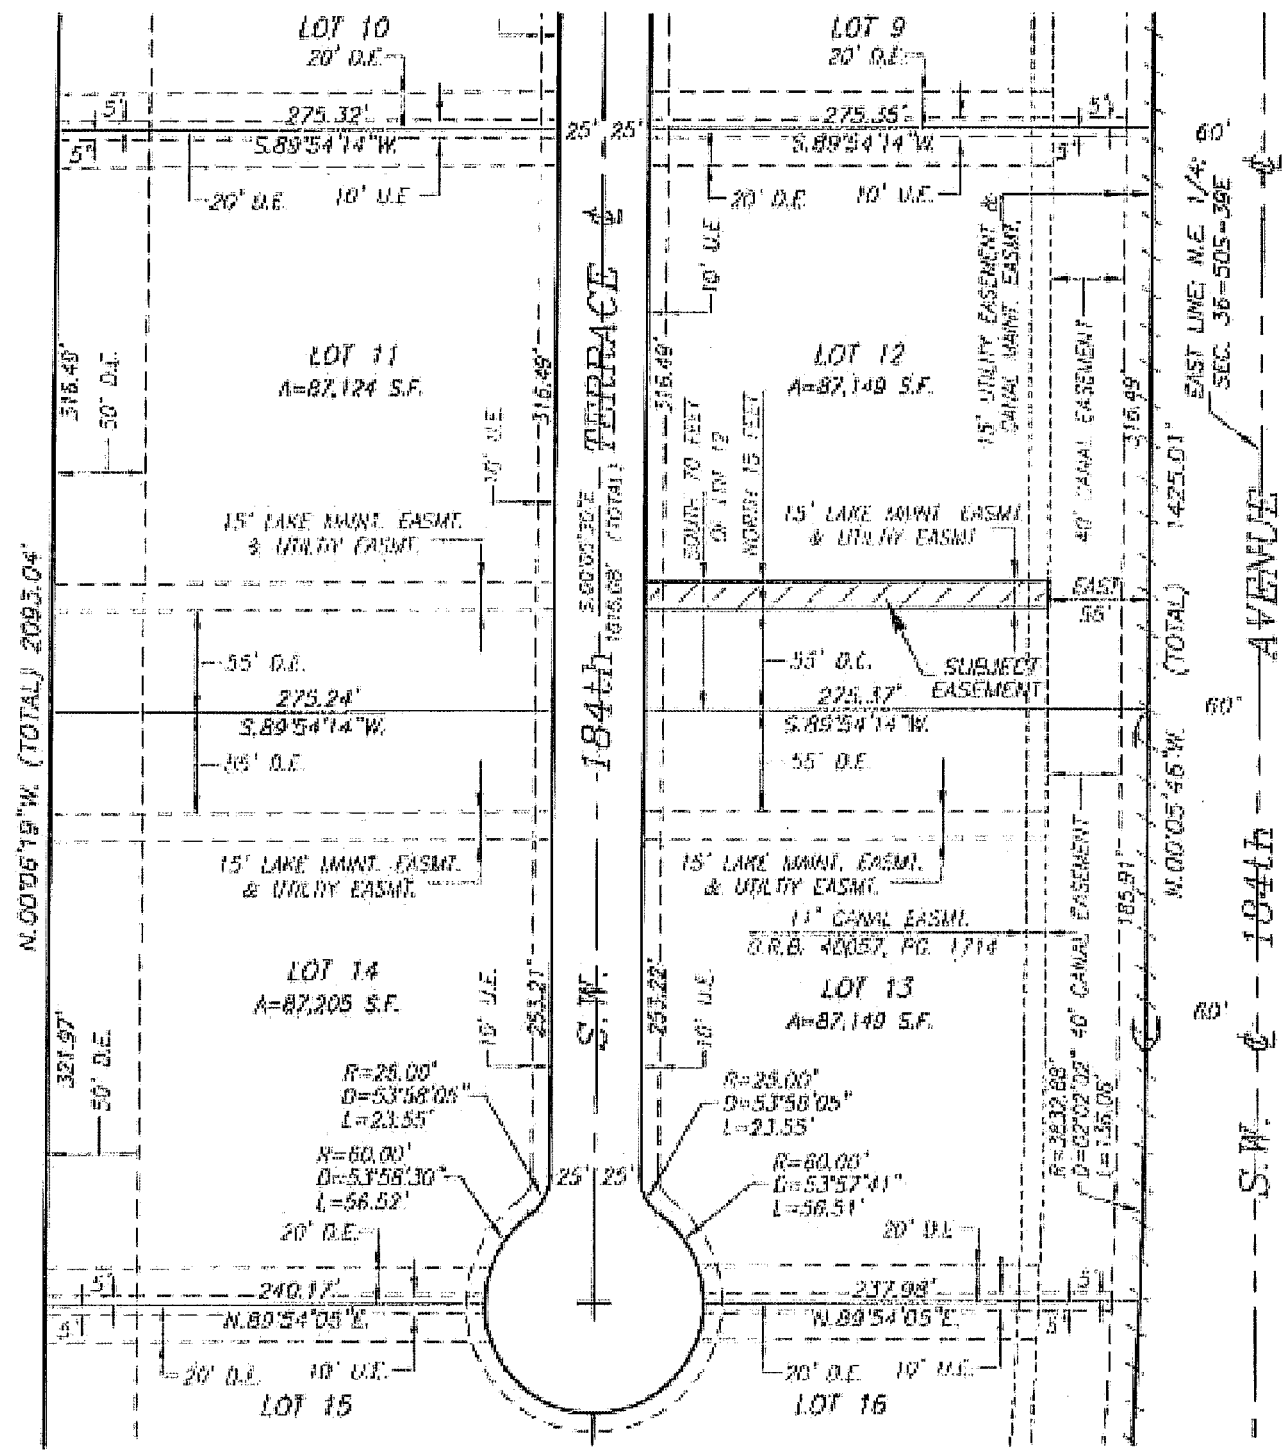 LOT 10
20' D.E.
LOT 9
20' D.E.
5'
275.32'
S.89°54'14"W.
5'
20' D.E.
10' U.E.
25'
25'
275.35'
S.89°54'14"W.
5'
5'
20' D.E.
10' U.E.
60'
EAST LINE; N.E. 1/4;
SEC. 36-50S-39E
10' U.E.
15' UTILITY EASEMENT &
CANAL MAINT. EASMT.
316.49'
50' D.E.
LOT 11
A=87,124 S.F.
316.49'
10' U.E.
184th TERRACE
(TOTAL)
316.49'
LOT 12
A=87,149 S.F.
SOUTH 70 FEET
OF LOT 12
NORTH 15 FEET
40' CANAL EASEMENT
316.49'
1425.01'
(TOTAL)
15' LAKE MAINT. EASMT.
& UTILITY EASMT.
15' LAKE MAINT. EASMT.
& UTILITY EASMT.
EAST
N.00°06'19"W. (TOTAL) 2093.04'
55' D.E.
275.24'
S.89°54'14"W.
55' D.E.
55' D.E.
SUBJECT
EASEMENT
275.37'
S.89°54'14"W.
55' D.E.
60'
N.00°05'46"W.
AVENUE
184th
S.W.
15' LAKE MAINT. EASMT.
& UTILITY EASMT.
15' LAKE MAINT. EASMT.
& UTILITY EASMT.
11' CANAL EASMT.
O.R.B. 40057, PG. 1714
185.91'
40' CANAL EASEMENT
LOT 14
A=87,205 S.F.
253.21'
10' U.E.
S.W.
253.22'
10' U.E.
LOT 13
A=87,149 S.F.
60'
321.97'
50' D.E.
R=25.00'
D=53°58'05"
L=23.55'
R=60.00'
D=53°58'30"
L=56.52'
25'
25'
R=25.00'
D=53°58'05"
L=23.55'
R=60.00'
D=53°57'41"
L=56.51'
R=3832.88'
D=02°02'02"
L=136.06'
20' D.E.
5'
240.17'
N.89°54'05"E.
5'
20' D.E.
10' U.E.
LOT 15
20' D.E.
237.98'
N.89°54'05"E.
5'
5'
20' D.E.
10' U.E.
LOT 16